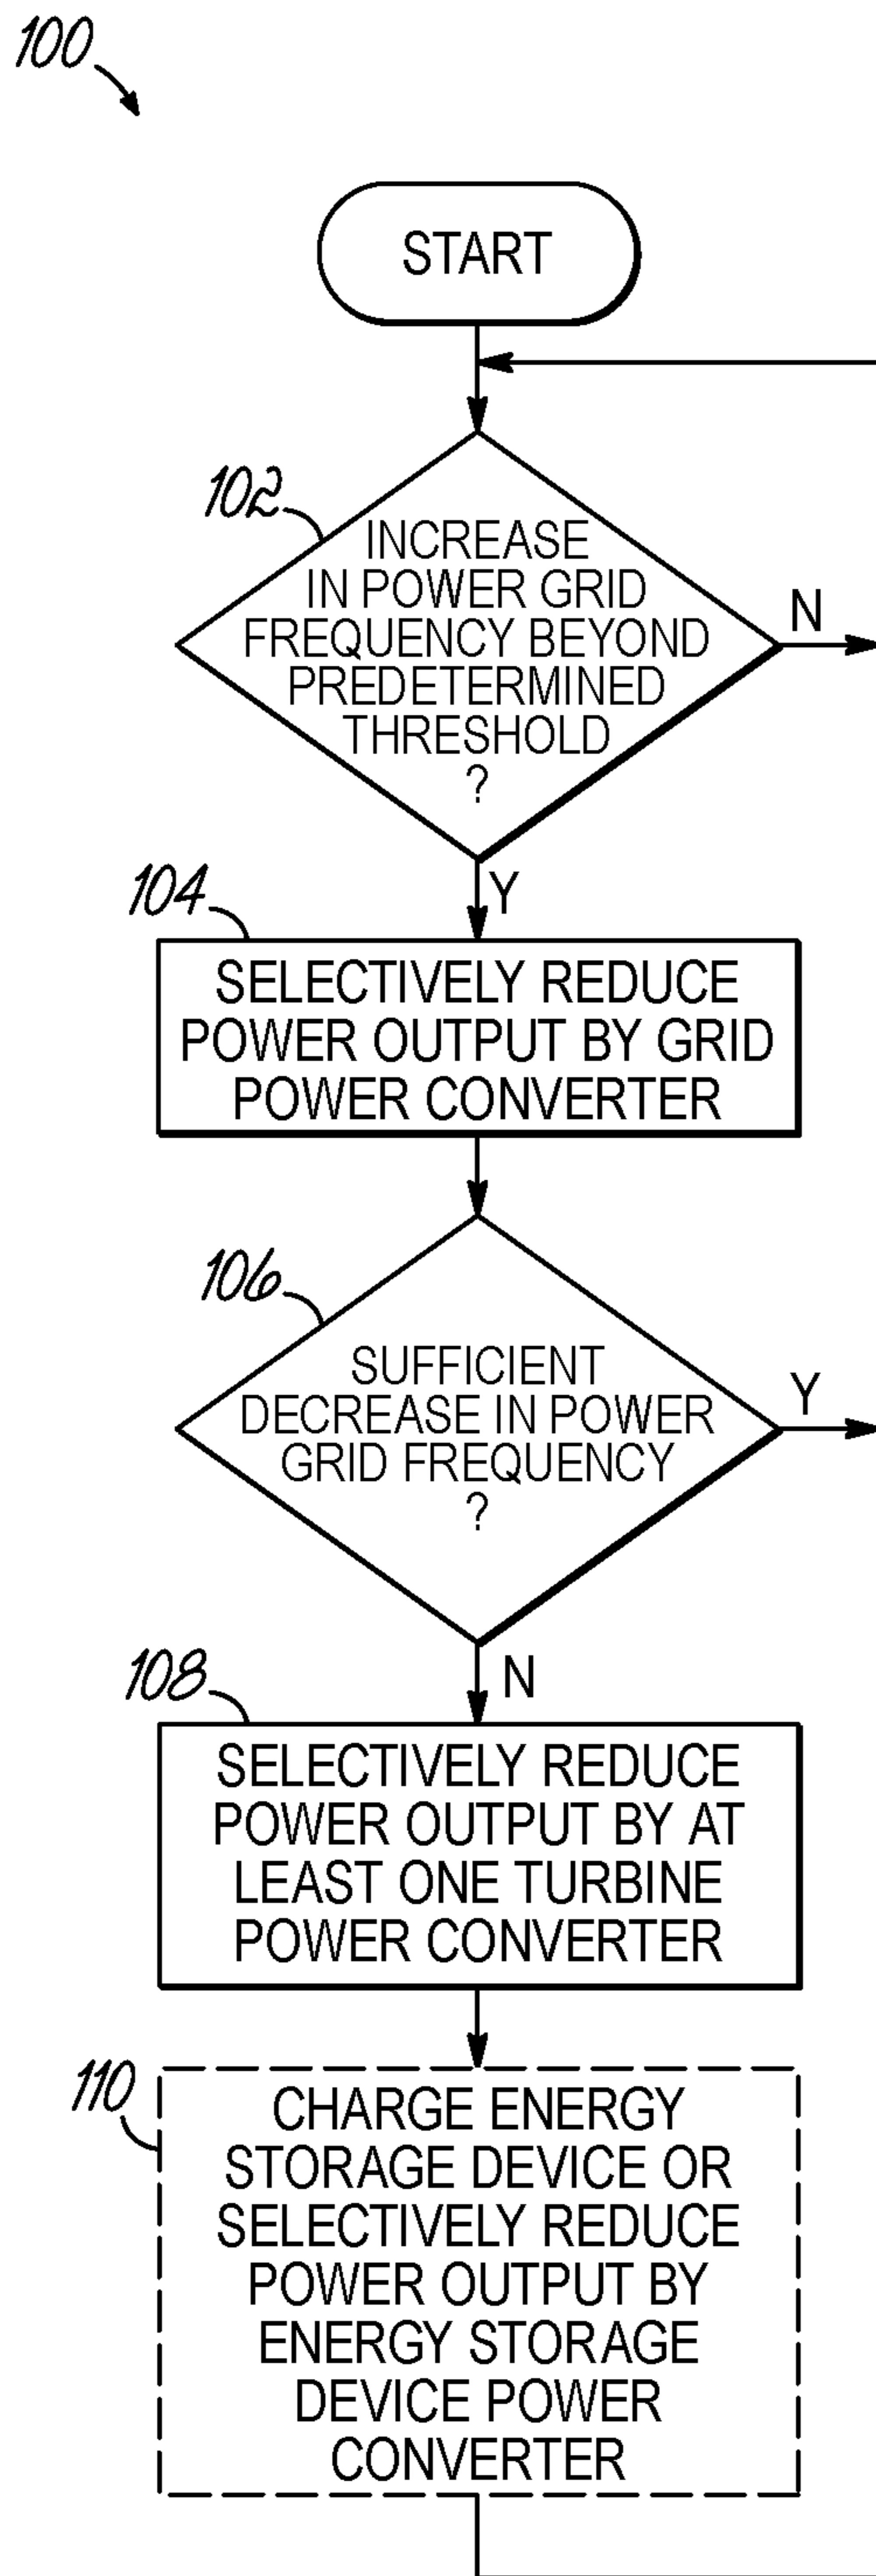 100
START
102
INCREASE
IN POWER GRID
FREQUENCY BEYOND
PREDETERMINED
THRESHOLD
?
N
Y
104
SELECTIVELY REDUCE
POWER OUTPUT BY GRID
POWER CONVERTER
106
SUFFICIENT
DECREASE IN POWER
GRID FREQUENCY
?
Y
N
108
SELECTIVELY REDUCE
POWER OUTPUT BY AT
LEAST ONE TURBINE
POWER CONVERTER
110
CHARGE ENERGY
STORAGE DEVICE OR
SELECTIVELY REDUCE
POWER OUTPUT BY
ENERGY STORAGE
DEVICE POWER
CONVERTER